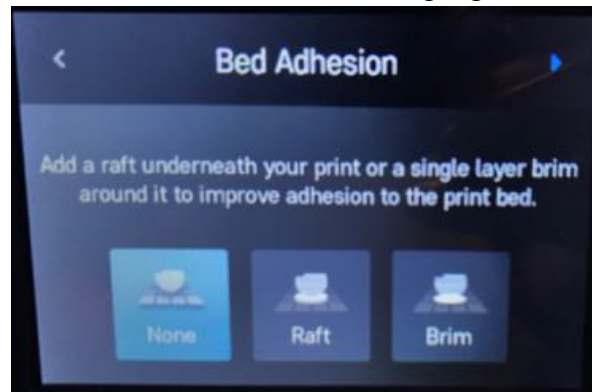 Bed Adhesion
Add a raft underneath your print or a single layer brim
around it to improve adhesion to the print bed.
None
Raft
Brim